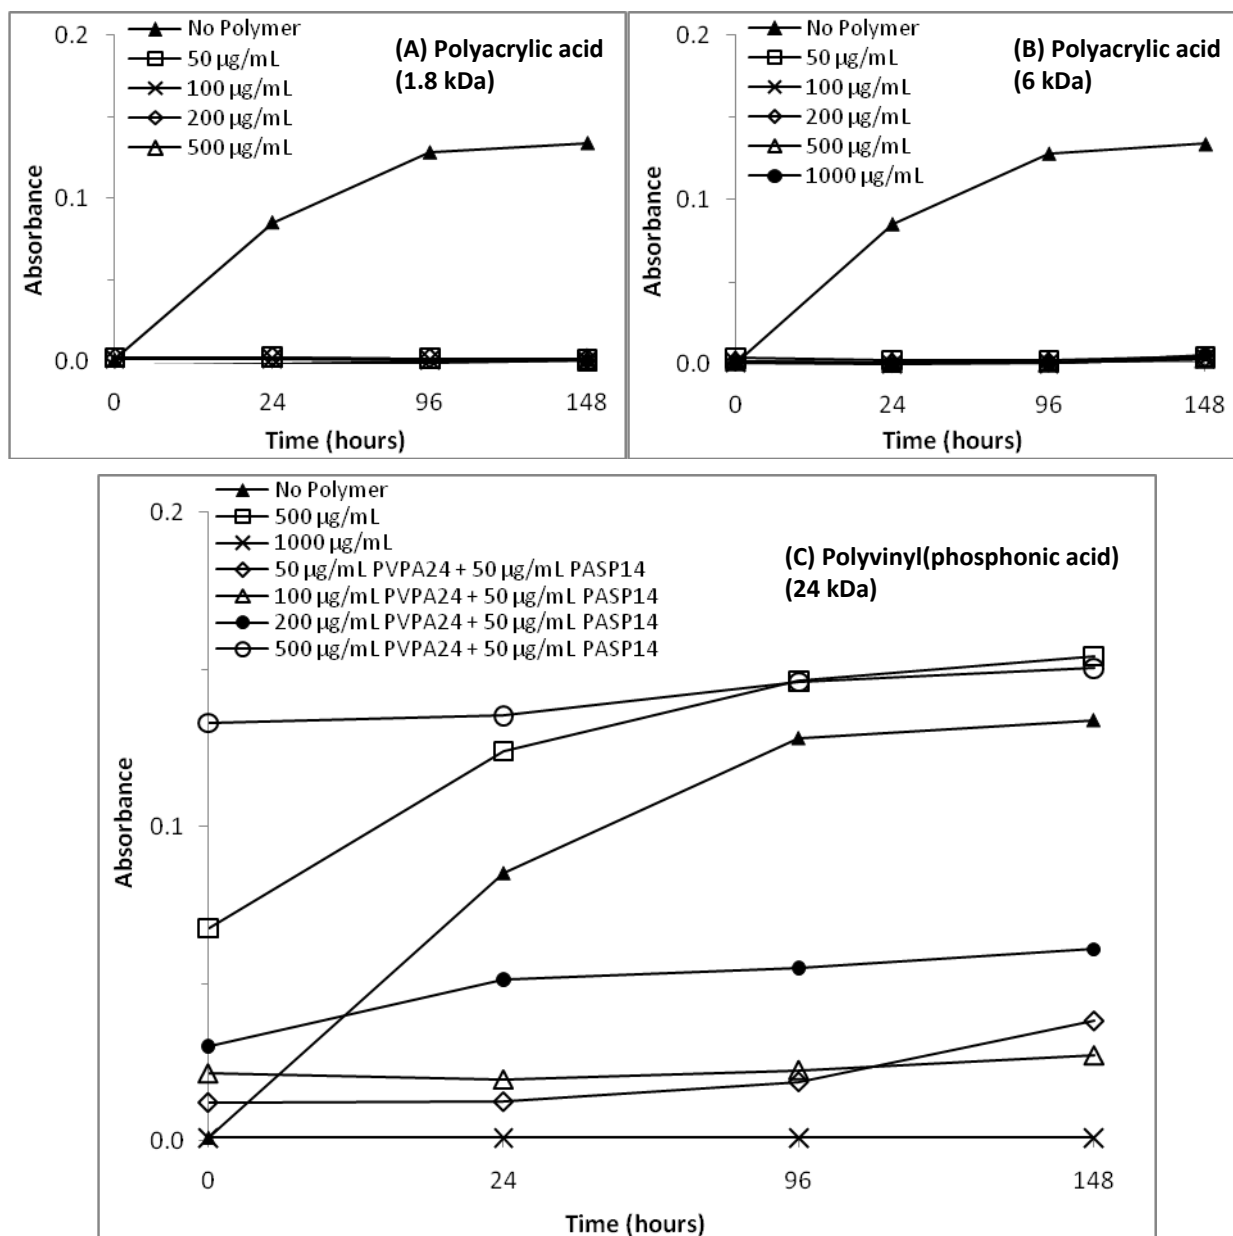 No Polymer
50 µg/mL
100 µg/mL
200 µg/mL
500 µg/mL
(A) Polyacrylic acid
(1.8 kDa)
0.2
0.1
0.0
Absorbance
0 24 96 148
Time (hours)
No Polymer
50 µg/mL
100 µg/mL
200 µg/mL
500 µg/mL
1000 µg/mL
(B) Polyacrylic acid
(6 kDa)
0.2
0.1
0.0
Absorbance
0 24 96 148
Time (hours)
No Polymer
500 µg/mL
1000 µg/mL
50 µg/mL PVPA24 + 50 µg/mL PASP14
100 µg/mL PVPA24 + 50 µg/mL PASP14
200 µg/mL PVPA24 + 50 µg/mL PASP14
500 µg/mL PVPA24 + 50 µg/mL PASP14
(C) Polyvinyl(phosphonic acid)
(24 kDa)
0.2
0.1
0.0
Absorbance
0 24 96 148
Time (hours)